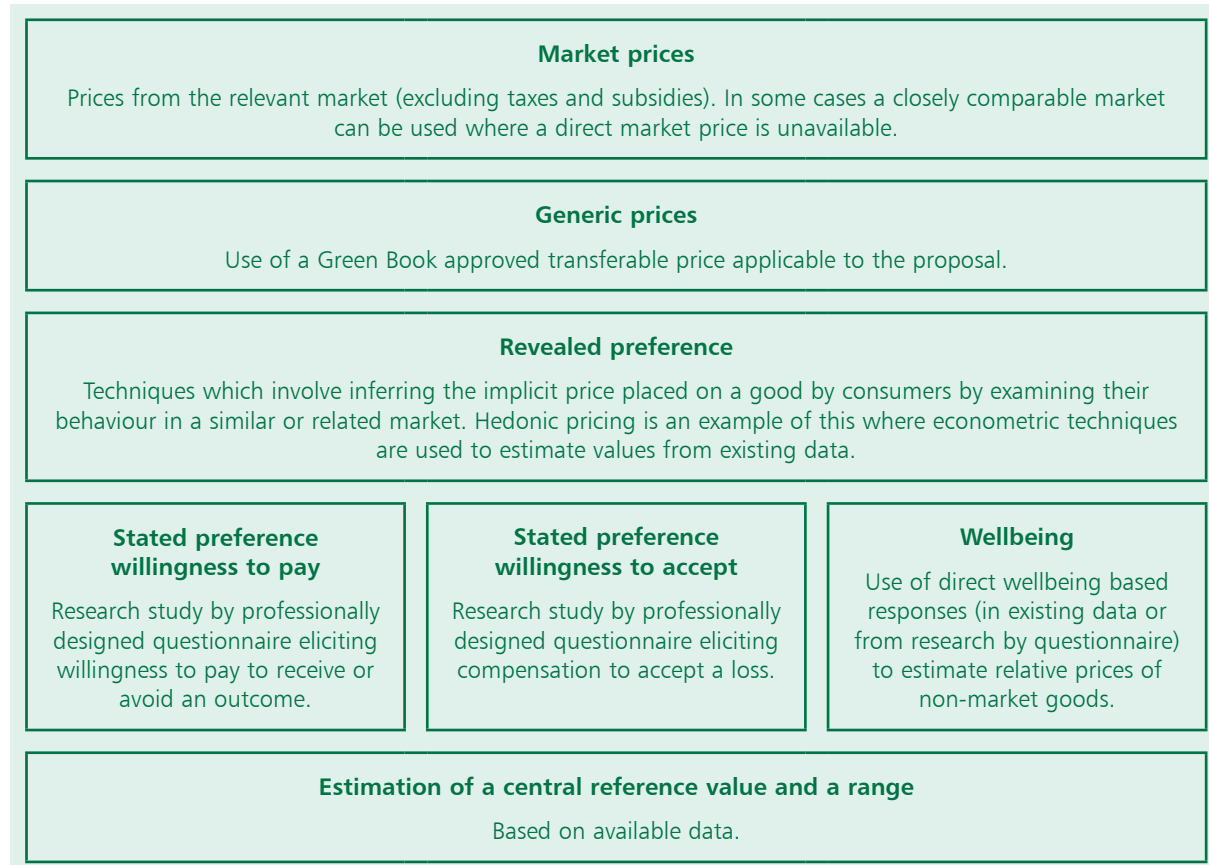 Market prices
Prices from the relevant market (excluding taxes and subsidies). In some cases a closely comparable market
can be used where a direct market price is unavailable.
Generic prices
Use of a Green Book approved transferable price applicable to the proposal.
Revealed preference
Techniques which involve inferring the implicit price placed on a good by consumers by examining their
behaviour in a similar or related market. Hedonic pricing is an example of this where econometric techniques
are used to estimate values from existing data.
Stated preference
willingness to pay
Research study by professionally
designed questionnaire eliciting
willingness to pay to receive or
avoid an outcome.
Stated preference
willingness to accept
Research study by professionally
designed questionnaire eliciting
compensation to accept a loss.
Wellbeing
Use of direct wellbeing based
responses (in existing data or
from research by questionnaire)
to estimate relative prices of
non-market goods.
Estimation of a central reference value and a range
Based on available data.